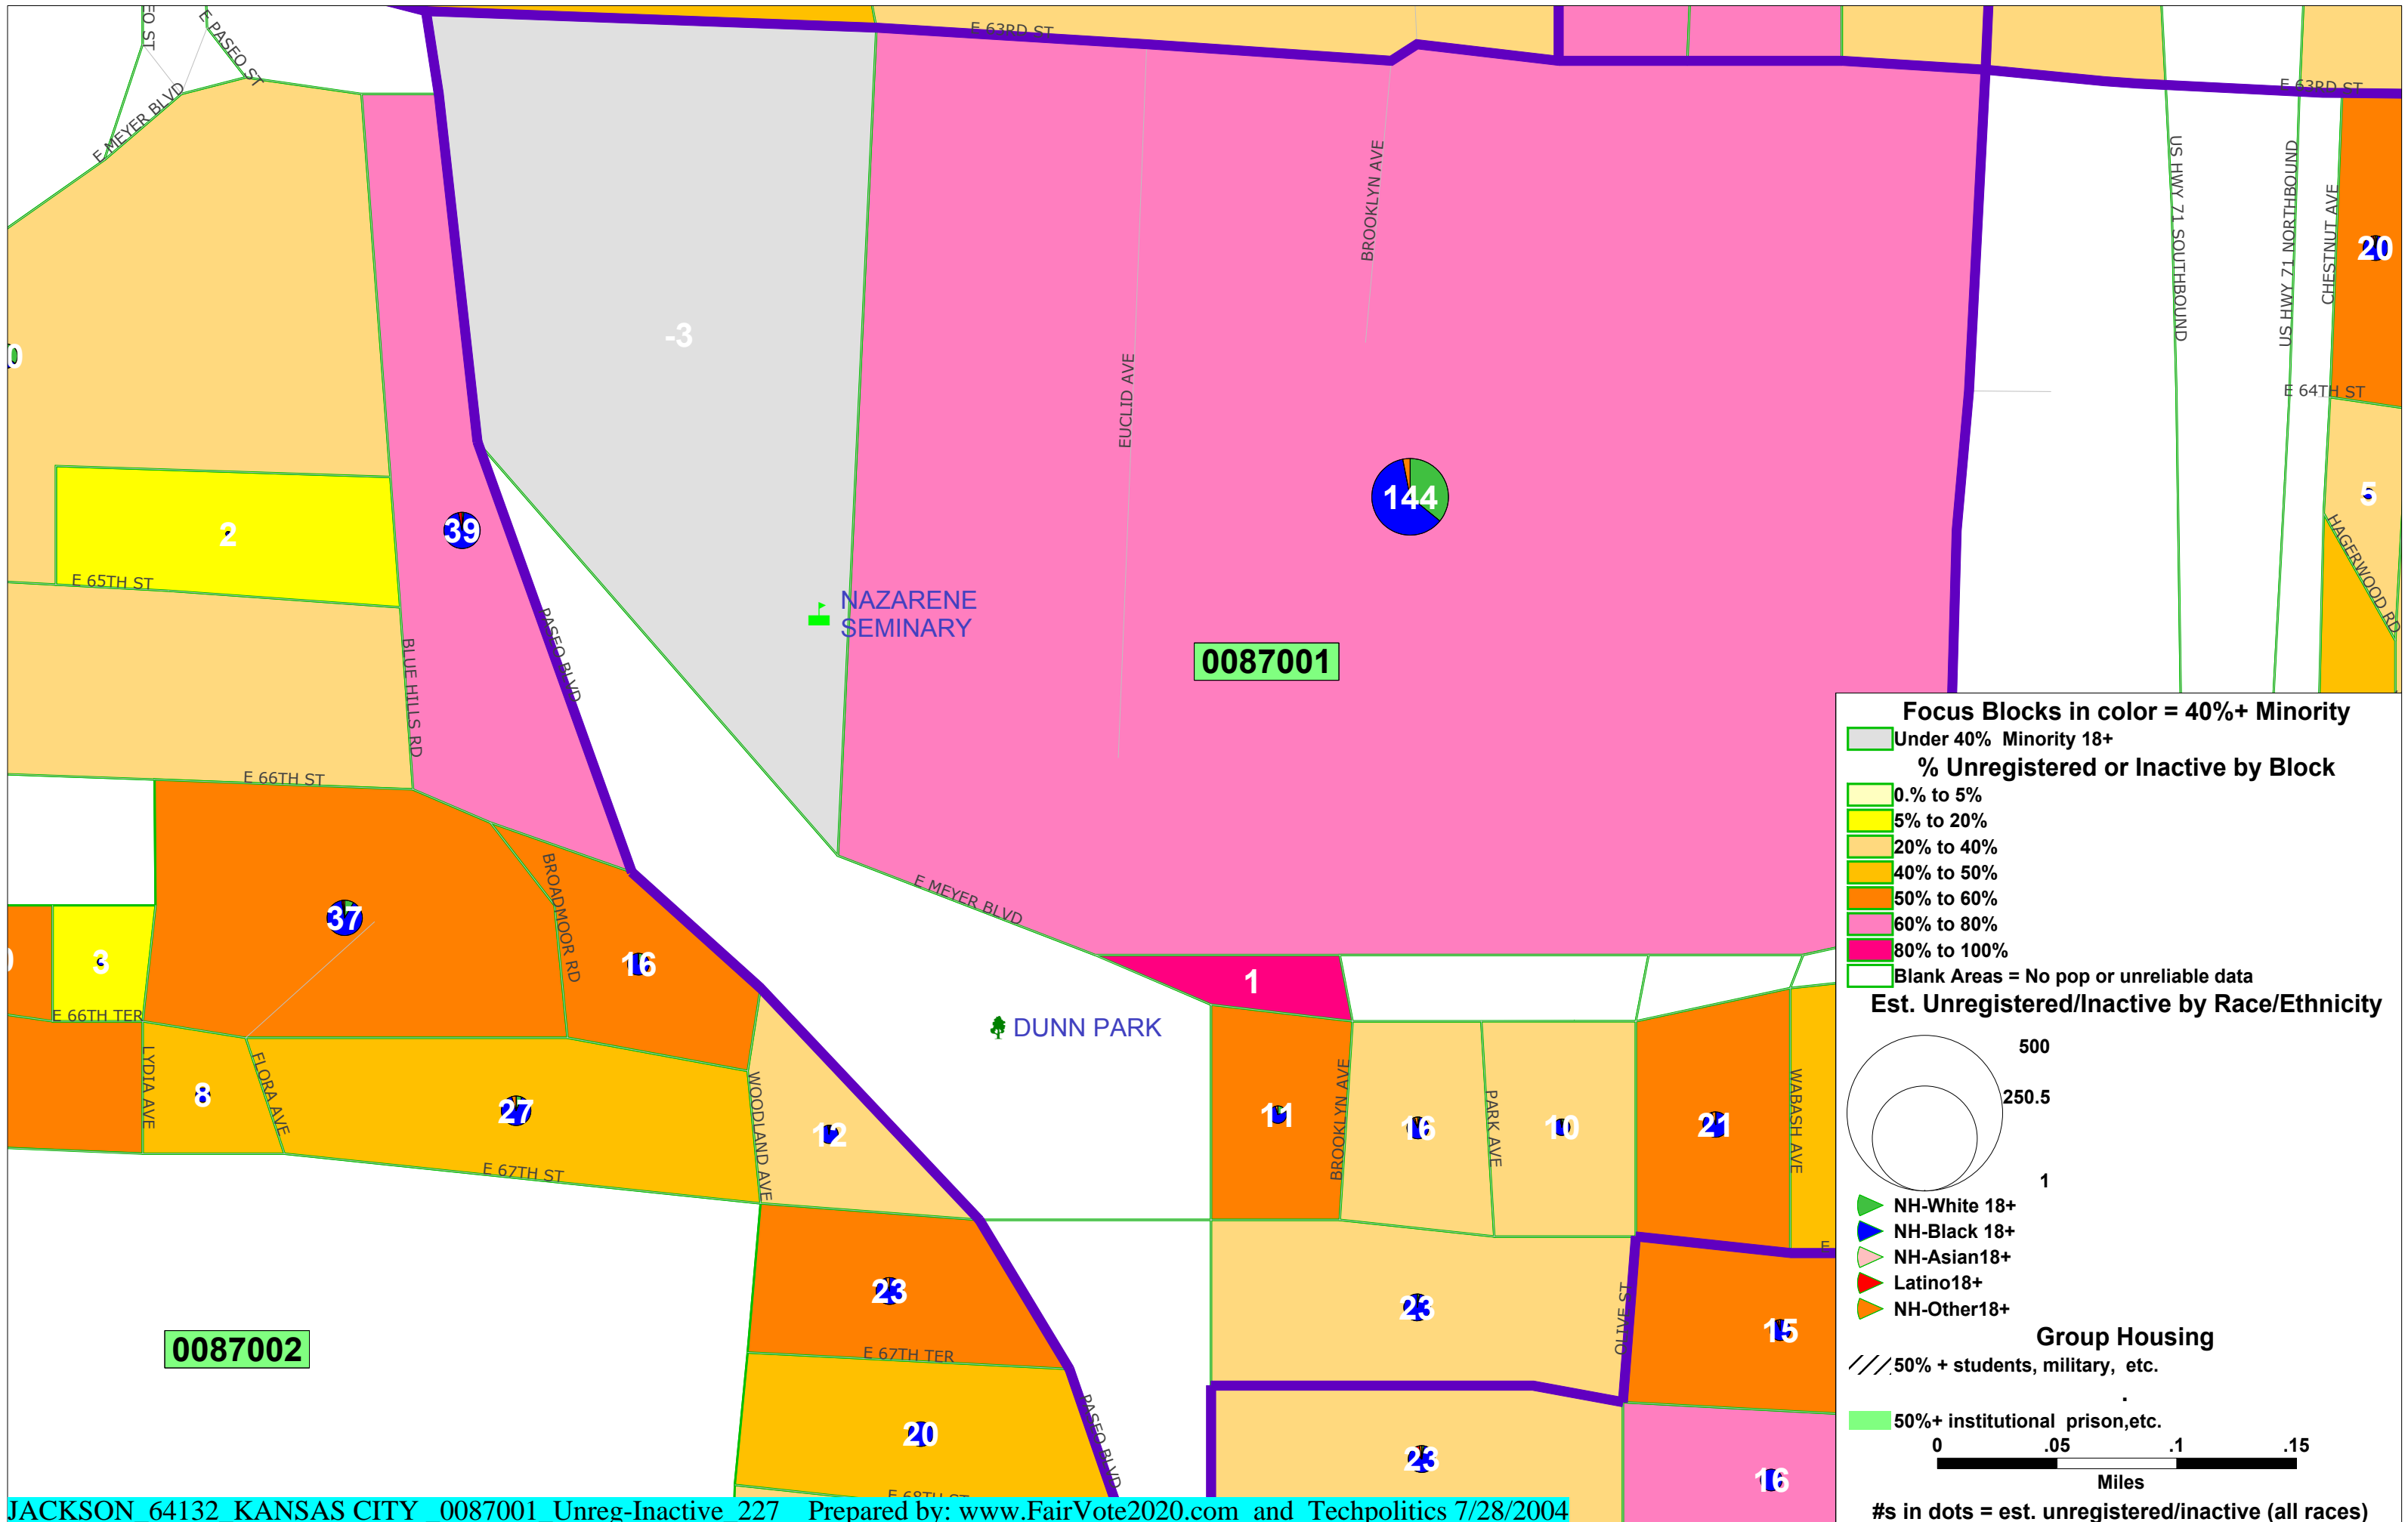 EO ST
E PASEO ST
E 63RD ST
E 63RD ST
E MEYER BLVD
BROOKLYN AVE
US HWY 71 SOUTHBOUND
US HWY 71 NORTHBOUND
CHESTNUT AVE
20
-3
0
EUCLID AVE
E 64TH ST
144
5
2
39
HAGERWOOD RD
E 65TH ST
NAZARENE
SEMINARY
PASEO BLVD
BLUE HILLS RD
0087001
E 66TH ST
BROADMOOR RD
E MEYER BLVD
37
3
16
1
E 66TH TER
DUNN PARK
LYDIA AVE
8
FLORA AVE
27
WOODLAND AVE
12
11
BROOKLYN AVE
16
PARK AVE
10
21
WABASH AVE
E 67TH ST
E
23
23
OLIVE ST
15
0087002
E 67TH TER
20
PASEO BLVD
23
16
E 68TH ST
Focus Blocks in color = 40%+ Minority
Under 40% Minority 18+
% Unregistered or Inactive by Block
0.% to 5%
5% to 20%
20% to 40%
40% to 50%
50% to 60%
60% to 80%
80% to 100%
Blank Areas = No pop or unreliable data
Est. Unregistered/Inactive by Race/Ethnicity
500
250.5
1
NH-White 18+
NH-Black 18+
NH-Asian18+
Latino18+
NH-Other18+
Group Housing
50% + students, military, etc.
.
50%+ institutional prison,etc.
0 .05 .1 .15
Miles
#s in dots = est. unregistered/inactive (all races)
JACKSON_64132_KANSAS CITY _0087001_Unreg-Inactive_227 Prepared by: www.FairVote2020.com and Techpolitics 7/28/2004